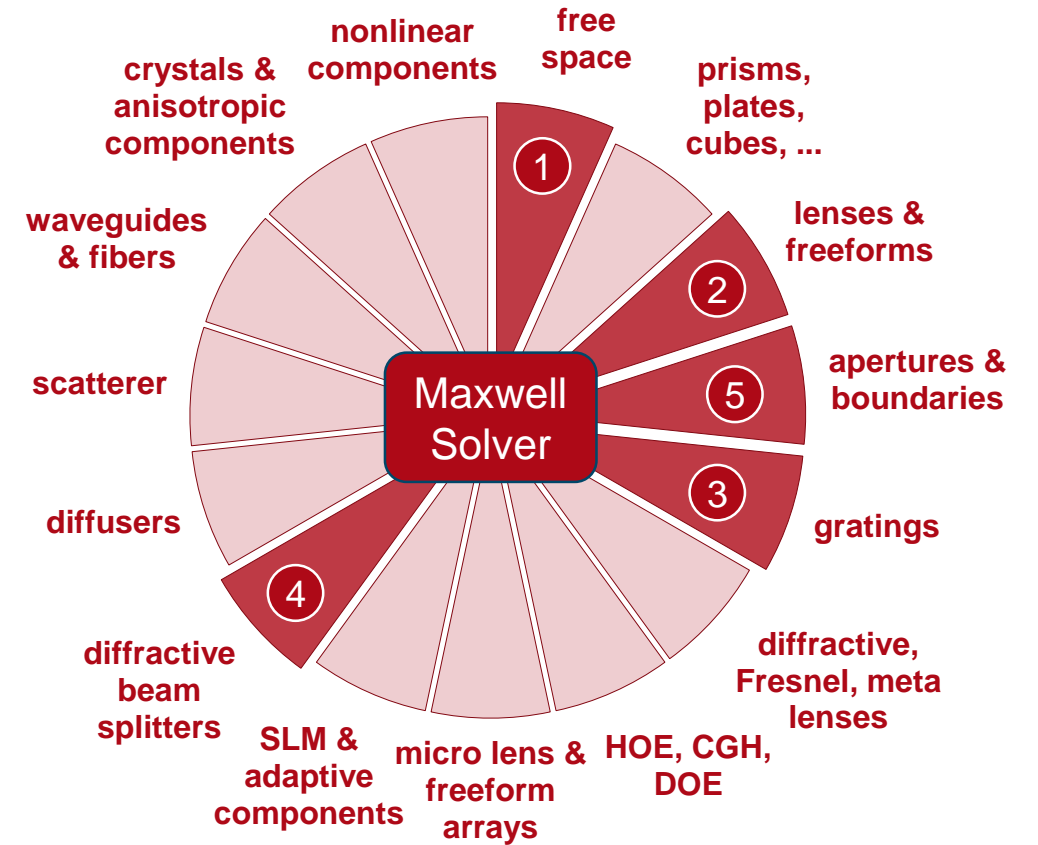 free
space
prisms,
plates,
cubes, ...
lenses &
freeforms
apertures &
boundaries
gratings
diffractive,
Fresnel, meta
lenses
HOE, CGH,
DOE
micro lens &
freeform
arrays
SLM &
adaptive
components
diffractive
beam
splitters
diffusers
scatterer
waveguides
& fibers
crystals &
anisotropic
components
nonlinear
components
1
2
5
3
4
Maxwell
Solver